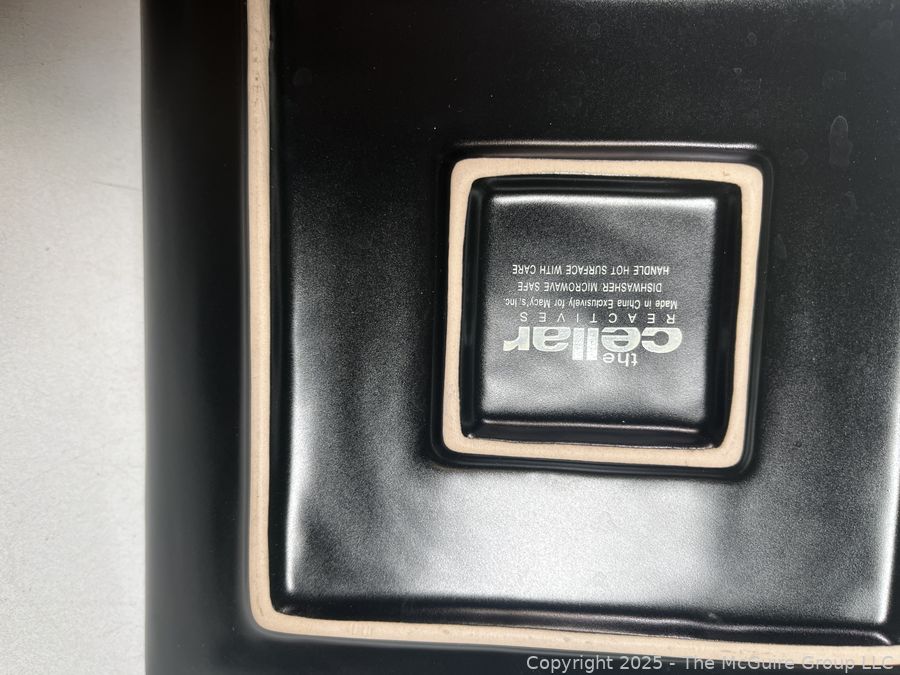 the
cellar
REACTIVES
Made in China Exclusively for Macy's, Inc.
DISHWASHER MICROWAVE SAFE
HANDLE HOT SURFACE WITH CARE
Copyright 2025 - The McGuire Group LLC